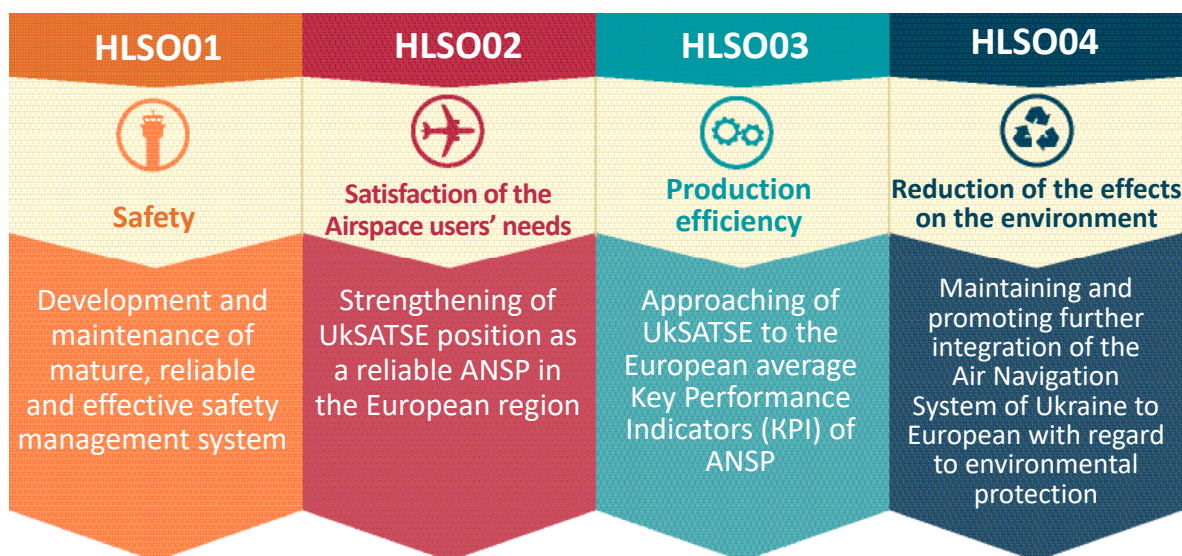 HLSO01
Safety
Development and
maintenance of
mature, reliable
and effective safety
management system
HLSO02
Satisfaction of the
Airspace users’ needs
Strengthening of
UkSATSE position as
a reliable ANSP in
the European region
HLSO03
Production
efficiency
Approaching of
UkSATSE to the
European average
Key Performance
Indicators (KPI) of
ANSP
HLSO04
Reduction of the effects
on the environment
Maintaining and
promoting further
integration of the
Air Navigation
System of Ukraine to
European with regard
to environmental
protection